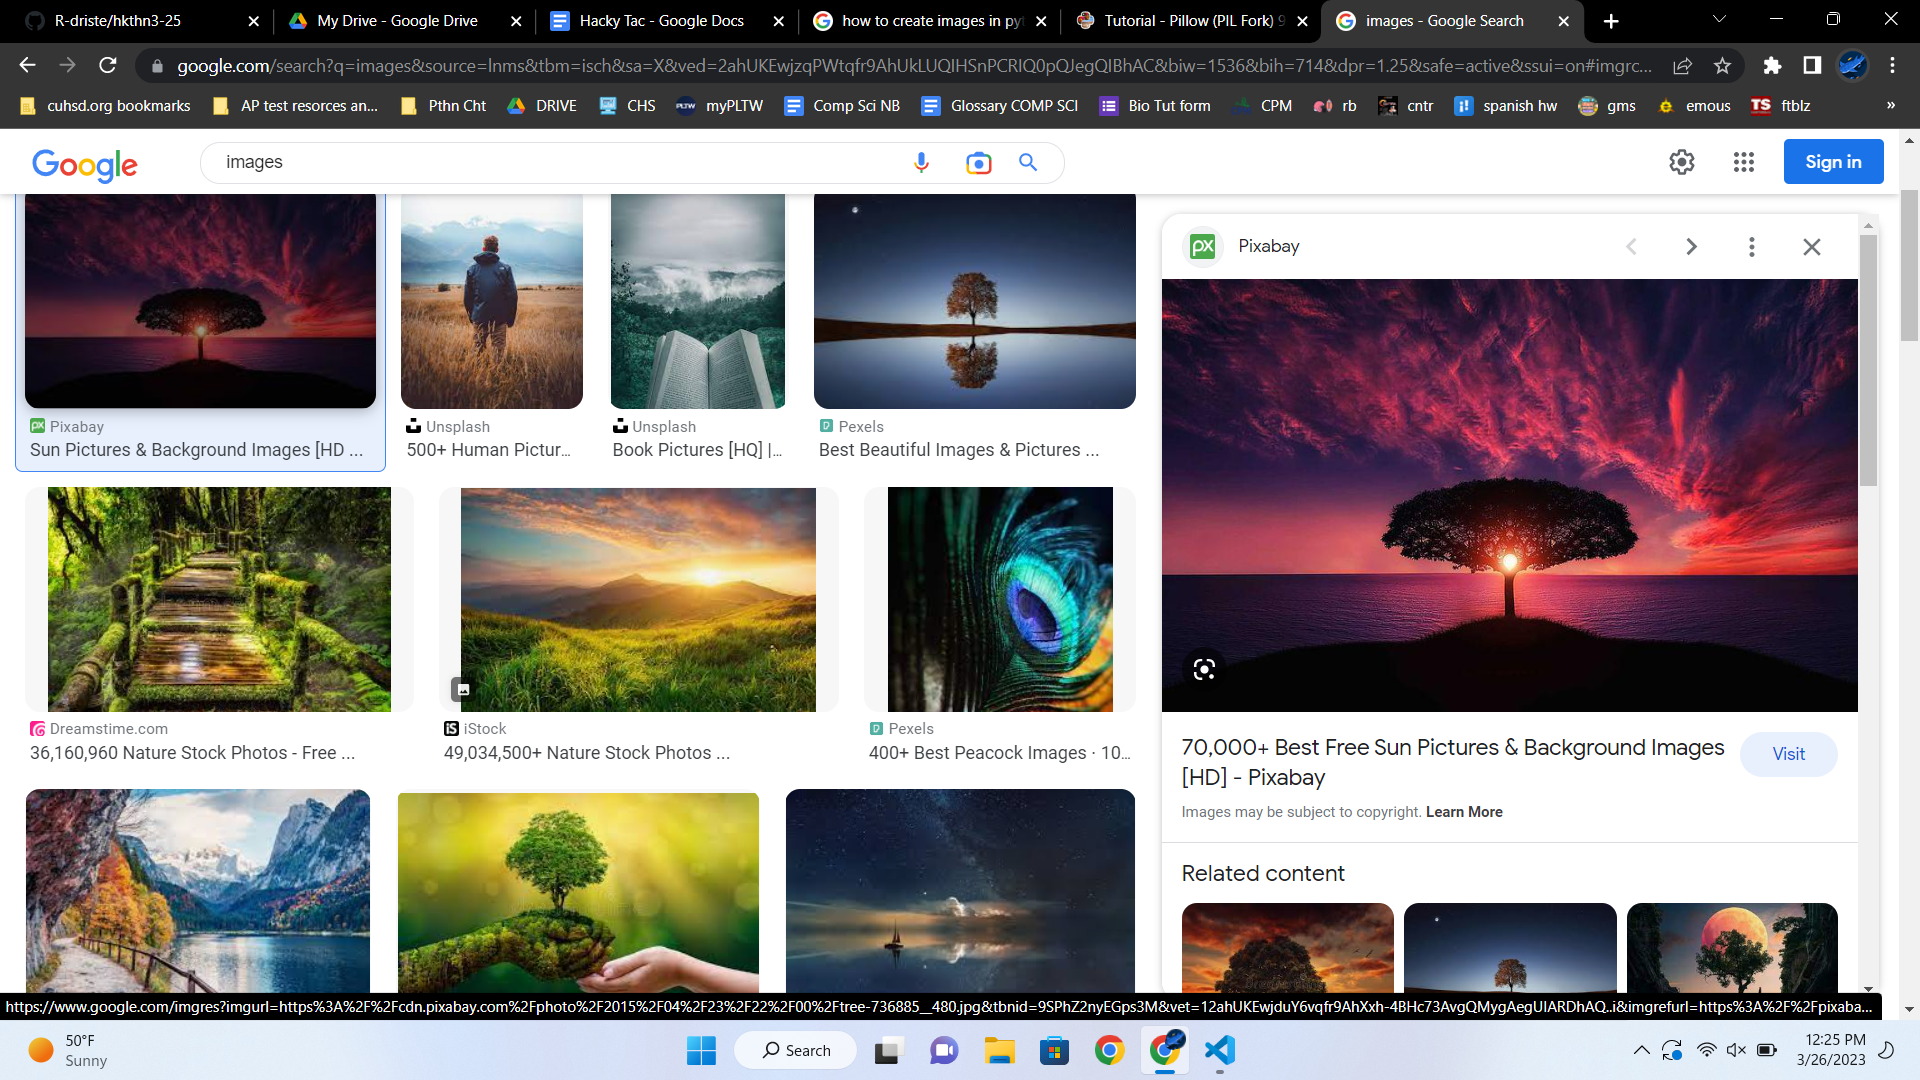 R-driste/hkthn3-25
My Drive - Google Drive
Hacky Tac - Google Docs
how to create images in pyt
Tutorial - Pillow (PIL Fork) 9
images - Google Search
google.com/search?q=images&source=lnms&tbm=isch&sa=X&ved=2ahUKEwjzqPWtqfr9AhUkLUQIHSnPCRIQ0pQJegQIBhAC&biw=1536&bih=714&dpr=1.25&safe=active&ssui=on#imgrc...
cuhsd.org bookmarks
AP test resorces an...
Pthn Cht
DRIVE
CHS
PLTW
myPLTW
Comp Sci NB
Glossary COMP SCI
Bio Tut form
CPM
rb
cntr
spanish hw
gms
emous
TS
ftblz
»
Google
images
Sign in
px Pixabay
Sun Pictures & Background Images [HD ...
Unsplash
500+ Human Pictur...
Unsplash
Book Pictures [HQ] |...
Pexels
Best Beautiful Images & Pictures ...
Dreamstime.com
36,160,960 Nature Stock Photos - Free ...
iS iStock
49,034,500+ Nature Stock Photos ...
Pexels
400+ Best Peacock Images · 10...
px Pixabay
70,000+ Best Free Sun Pictures & Background Images
[HD] - Pixabay
Visit
Images may be subject to copyright. Learn More
Related content
https://www.google.com/imgres?imgurl=https%3A%2F%2Fcdn.pixabay.com%2Fphoto%2F2015%2F04%2F23%2F22%2F00%2Ftree-736885__480.jpg&tbnid=9SPhZ2nyEGps3M&vet=12ahUKEwjduY6vqfr9AhXxh-4BHc73AvgQMygAegUIARDhAQ..i&imgrefurl=https%3A%2F%2Fpixaba...
50°F
Sunny
Search
12:25 PM
3/26/2023